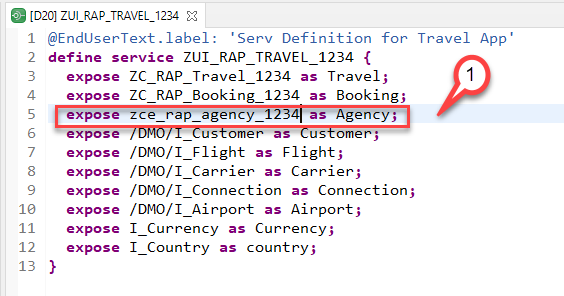 [D20] ZUI_RAP_TRAVEL_1234
1 @EndUserText.label: 'Serv Definition for Travel App'
2 define service ZUI_RAP_TRAVEL_1234 {
3 expose ZC_RAP_Travel_1234 as Travel;
4 expose ZC_RAP_Booking_1234 as Booking;
5 expose zce_rap_agency_1234 as Agency;
6 expose /DMO/I_Customer as Customer;
7 expose /DMO/I_Flight as Flight;
8 expose /DMO/I_Carrier as Carrier;
9 expose /DMO/I_Connection as Connection;
10 expose /DMO/I_Airport as Airport;
11 expose I_Currency as Currency;
12 expose I_Country as country;
13 }
1